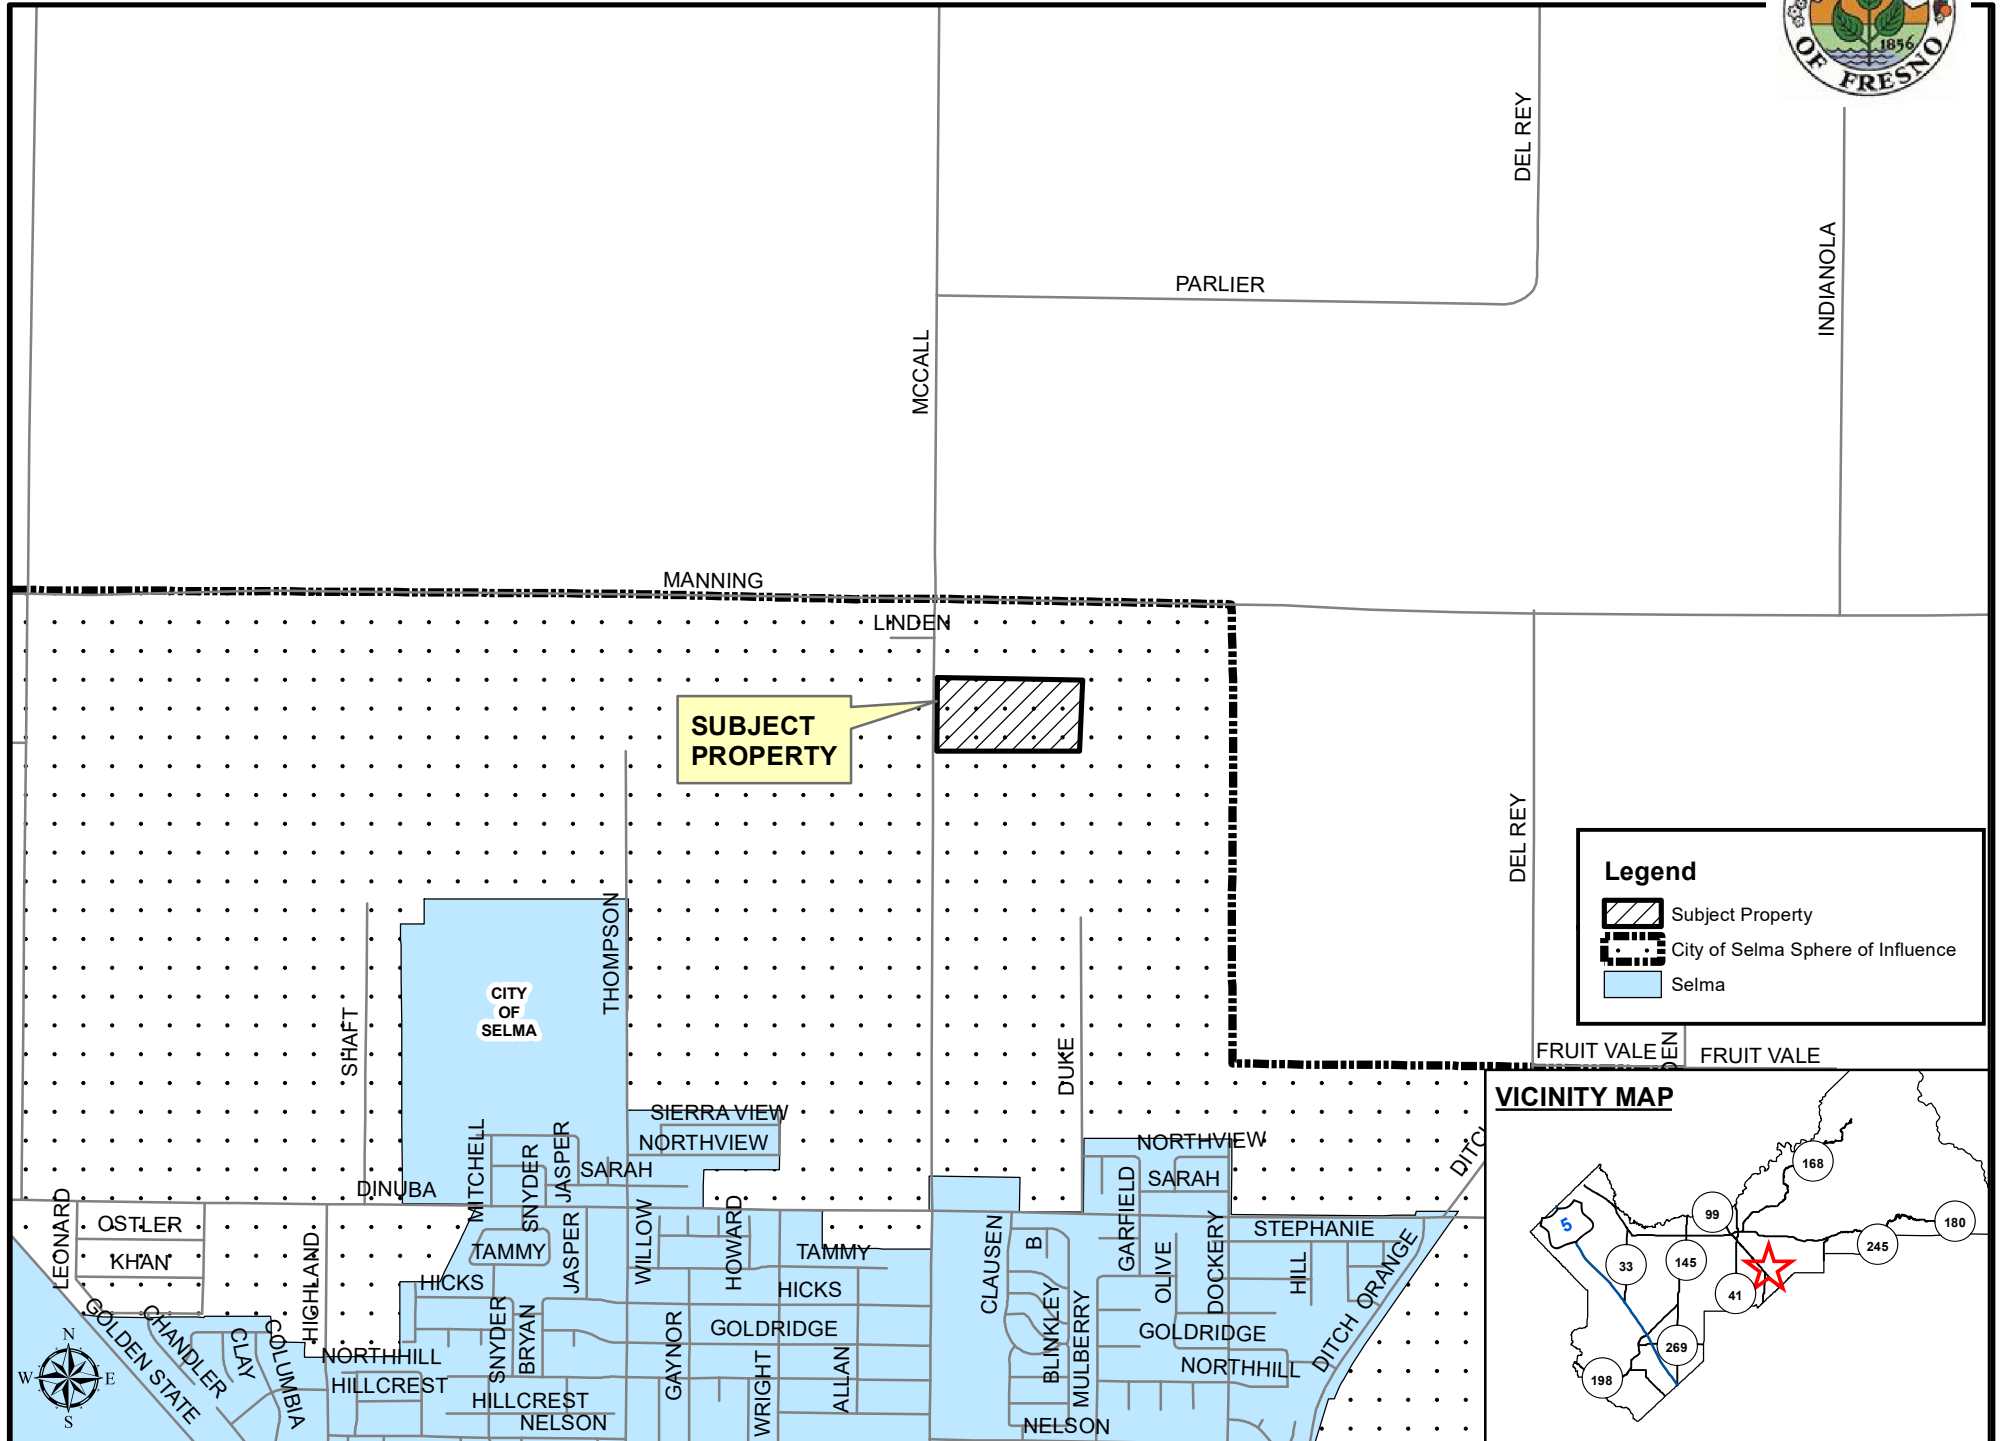 1856
OF FRESNO
DEL REY
INDIANOLA
PARLIER
MCCALL
MANNING
LINDEN
SUBJECT
PROPERTY
DEL REY
Legend
Subject Property
City of Selma Sphere of Influence
Selma
THOMPSON
CITY
OF
SELMA
SHAFT
DUKE
FRUIT VALE
FRUIT VALE
SIERRA VIEW
NORTHVIEW
NORTHVIEW
MITCHELL
SNYDER
JASPER
SARAH
SARAH
DINUBA
LEONARD
OSTLER
KHAN
HIGHLAND
TAMMY
JASPER
WILLOW
HOWARD
TAMMY
HICKS
HICKS
CLAUSEN
B
GARFIELD
OLIVE
DOCKERY
STEPHANIE
HILL
DITCH
ORANGE
GOLDEN STATE
CHANDLER
CLAY
COLUMBIA
NORTHHILL
HILLCREST
SNYDER
BRYAN
HILLCREST
NELSON
GAYNOR
GOLDRIDGE
WRIGHT
ALLAN
BLINKLEY
MULBERRY
GOLDRIDGE
NORTHHILL
NELSON
N
W
E
S
VICINITY MAP
168
99
180
5
245
33
145
41
269
198